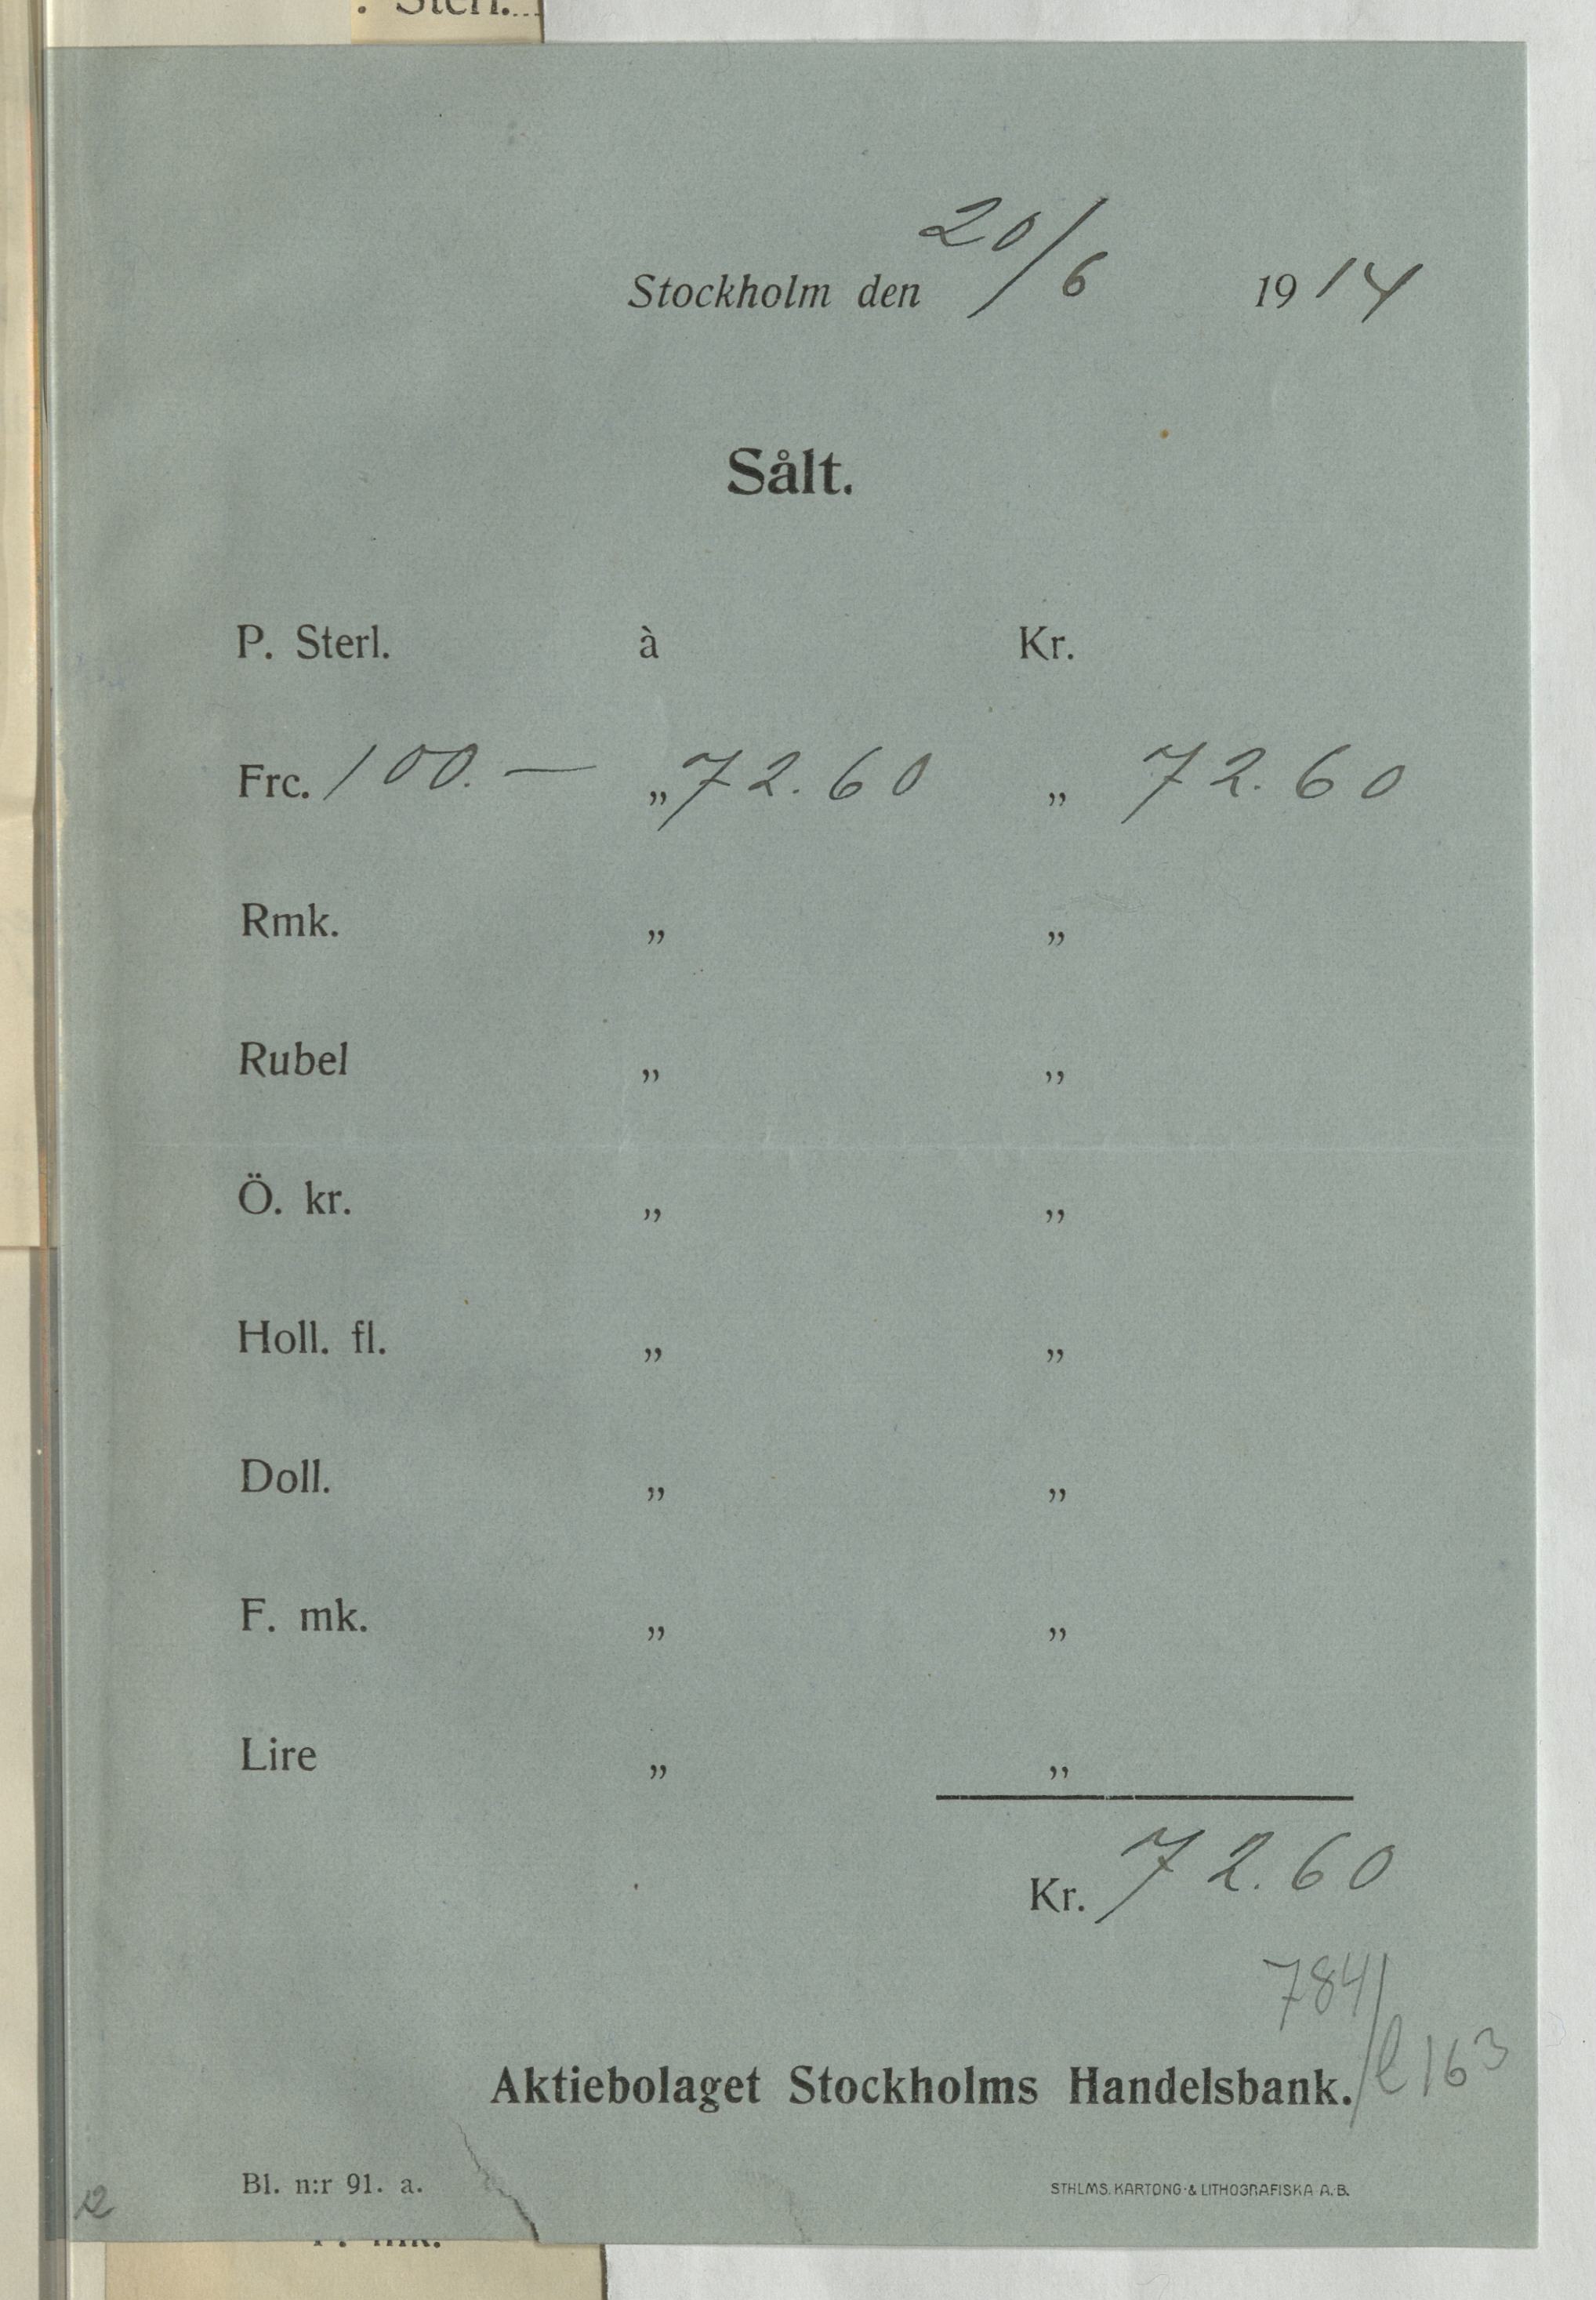 . Sterl.
Stockholm den 20/6 1914
Sålt.
P. Sterl. à Kr.
Frc. 100.— „ 72.60 „ 72.60
Rmk. „ „
Rubel „ „
Ö. kr. „ „
Holl. fl. „ „
Doll. „ „
F. mk. „ „
Lire „ „
Kr. 72.60
784/l 163
Aktiebolaget Stockholms Handelsbank.
Bl. n:r 91. a. STHLMS. KARTONG- & LITHOGRAFISKA A.-B.
12
F. mk.